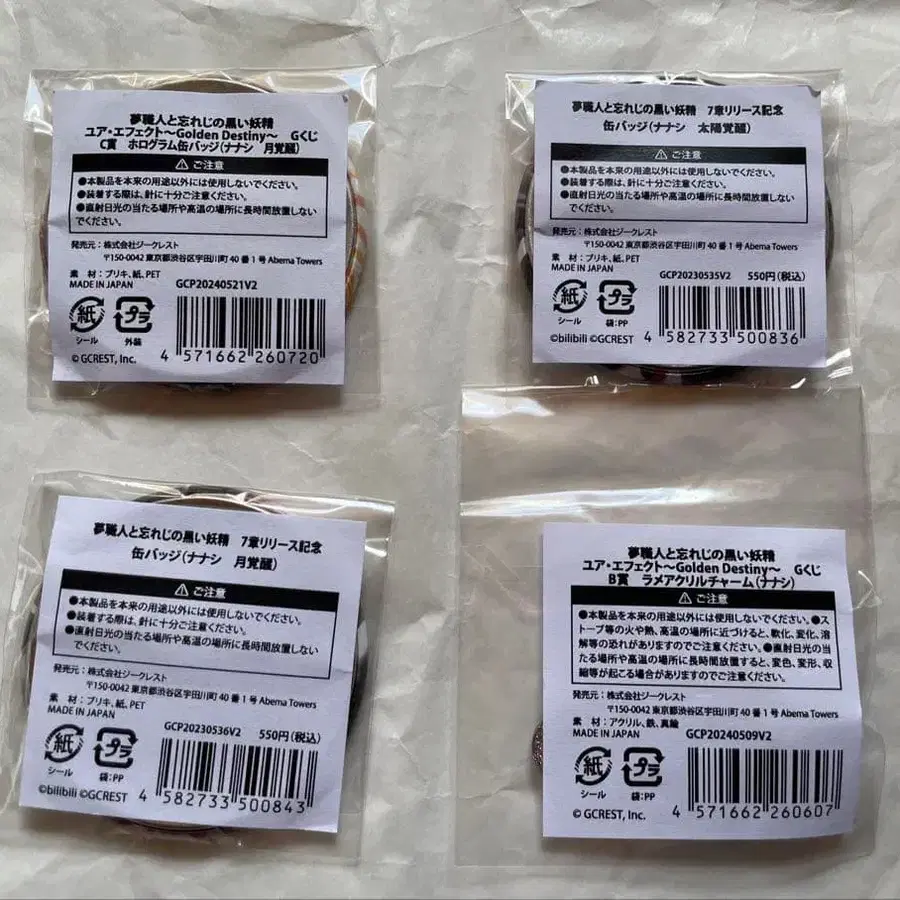 夢職人と忘れじの黒い妖精
ユア・エフェクト～Golden Destiny～　Gくじ
C賞　ホログラム缶バッジ(ナナシ　月覚醒)
⚠ ご注意
●本製品を本来の用途以外には使用しないでください。
●装着する際は、針に十分ご注意ください。
●直射日光の当たる場所や高温の場所に長時間放置しない
でください。
発売元：株式会社ジークレスト
〒150-0042 東京都渋谷区宇田川町 40 番 1 号 Abema Towers
素　材：ブリキ、紙、PET
MADE IN JAPAN
GCP20240521V2
紙
シール
プラ
外装
4 571662 260720
© GCREST, Inc.
夢職人と忘れじの黒い妖精　7章リリース記念
缶バッジ(ナナシ　太陽覚醒)
⚠ ご注意
●本製品を本来の用途以外には使用しないでください。
●装着する際は、針に十分ご注意ください。
●直射日光の当たる場所や高温の場所に長時間放置しない
でください。
発売元：株式会社ジークレスト
〒150-0042 東京都渋谷区宇田川町 40 番 1 号 Abema Towers
素　材：ブリキ、紙、PET
MADE IN JAPAN
GCP20230535V2　550円(税込)
紙
シール
プラ
袋：PP
4 582733 500836
©bilibili ©GCREST
夢職人と忘れじの黒い妖精　7章リリース記念
缶バッジ(ナナシ　月覚醒)
⚠ ご注意
●本製品を本来の用途以外には使用しないでください。
●装着する際は、針に十分ご注意ください。
●直射日光の当たる場所や高温の場所に長時間放置しない
でください。
発売元：株式会社ジークレスト
〒150-0042 東京都渋谷区宇田川町 40 番 1 号 Abema Towers
素　材：ブリキ、紙、PET
MADE IN JAPAN
GCP20230536V2　550円(税込)
紙
シール
プラ
袋：PP
4 582733 500843
©bilibili ©GCREST
夢職人と忘れじの黒い妖精
ユア・エフェクト～Golden Destiny～　Gくじ
B賞　ラメアクリルチャーム(ナナシ)
⚠ ご注意
●本製品を本来の用途以外には使用しないでください。●ス
トーブ等の火や熱、高温の場所に近づけると、軟化、変化、溶
解等の恐れがありますのでご注意ください。●直射日光の当
たる場所や高温の場所に長時間放置すると、変色、変形、収
縮等が起こる場合がありますのでご注意ください。
発売元：株式会社ジークレスト
〒150-0042 東京都渋谷区宇田川町 40 番 1 号 Abema Towers
素　材：アクリル、鉄、真鍮
MADE IN JAPAN
GCP20240509V2
紙
シール
プラ
袋：PP
4 571662 260607
© GCREST, Inc.